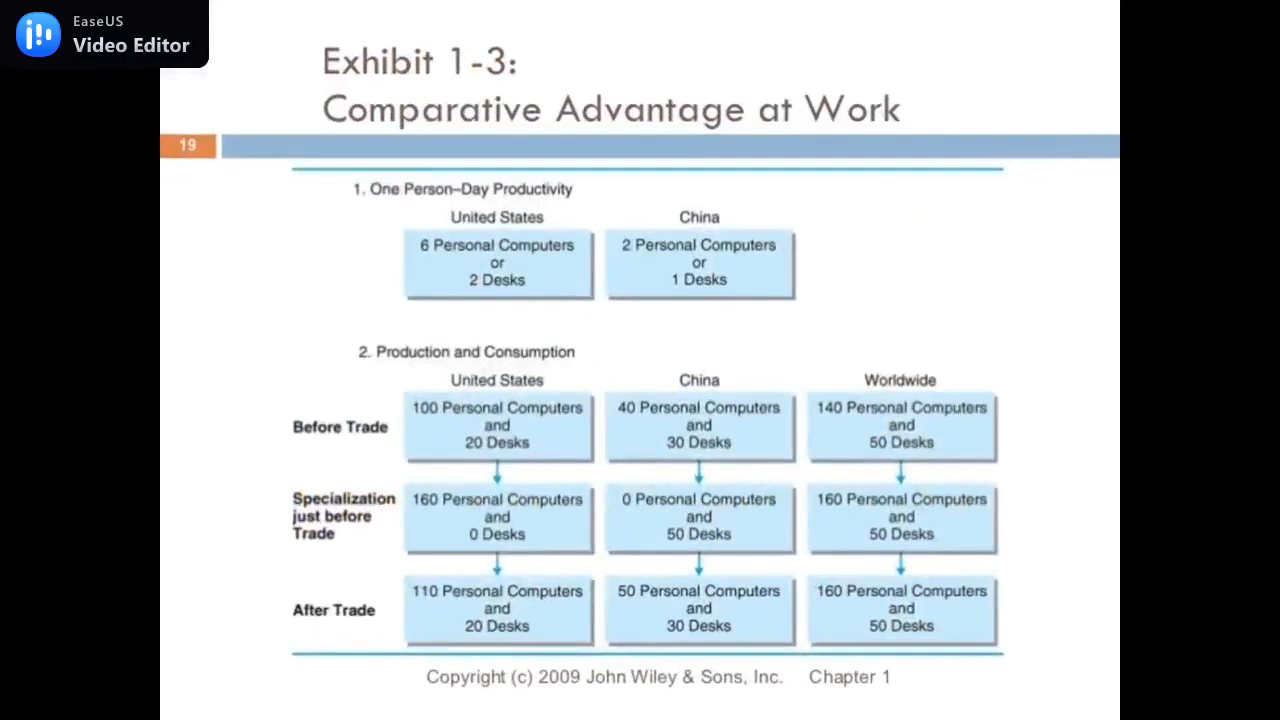 EaseUS
Video Editor
Exhibit 1-3:
Comparative Advantage at Work
19
1. One Person–Day Productivity
United States
China
6 Personal Computers
or
2 Desks
2 Personal Computers
or
1 Desks
2. Production and Consumption
United States
China
Worldwide
Before Trade
100 Personal Computers
and
20 Desks
40 Personal Computers
and
30 Desks
140 Personal Computers
and
50 Desks
Specialization
just before
Trade
160 Personal Computers
and
0 Desks
0 Personal Computers
and
50 Desks
160 Personal Computers
and
50 Desks
After Trade
110 Personal Computers
and
20 Desks
50 Personal Computers
and
30 Desks
160 Personal Computers
and
50 Desks
Copyright (c) 2009 John Wiley & Sons, Inc. Chapter 1